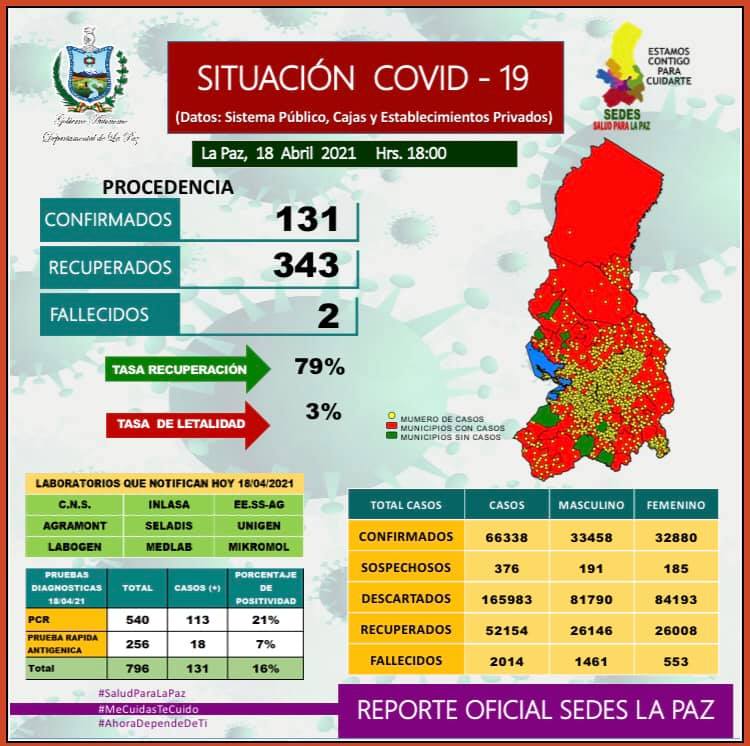 SITUACIÓN COVID - 19
(Datos: Sistema Público, Cajas y Establecimientos Privados)
Gobierno Autónomo
Departamental de La Paz
ESTAMOS
CONTIGO
PARA
CUIDARTE
SEDES
SALUD PARA LA PAZ
La Paz, 18 Abril 2021 Hrs. 18:00
PROCEDENCIA
CONFIRMADOS 131
RECUPERADOS 343
FALLECIDOS 2
TASA RECUPERACIÓN 79%
TASA DE LETALIDAD 3%
MUMERO DE CASOS
MUNICIPIOS CON CASOS
MUNICIPIOS SIN CASOS
LABORATORIOS QUE NOTIFICAN HOY 18/04/2021
C.N.S. INLASA EE.SS-AG
AGRAMONT SELADIS UNIGEN
LABOGEN MEDLAB MIKROMOL
PRUEBAS DIAGNOSTICAS 18/04/21 TOTAL CASOS (+) PORCENTAJE DE POSITIVIDAD
PCR 540 113 21%
PRUEBA RAPIDA ANTIGENICA 256 18 7%
Total 796 131 16%
TOTAL CASOS CASOS MASCULINO FEMENINO
CONFIRMADOS 66338 33458 32880
SOSPECHOSOS 376 191 185
DESCARTADOS 165983 81790 84193
RECUPERADOS 52154 26146 26008
FALLECIDOS 2014 1461 553
#SaludParaLaPaz
#MeCuidasTeCuido
#AhoraDependeDeTi
REPORTE OFICIAL SEDES LA PAZ